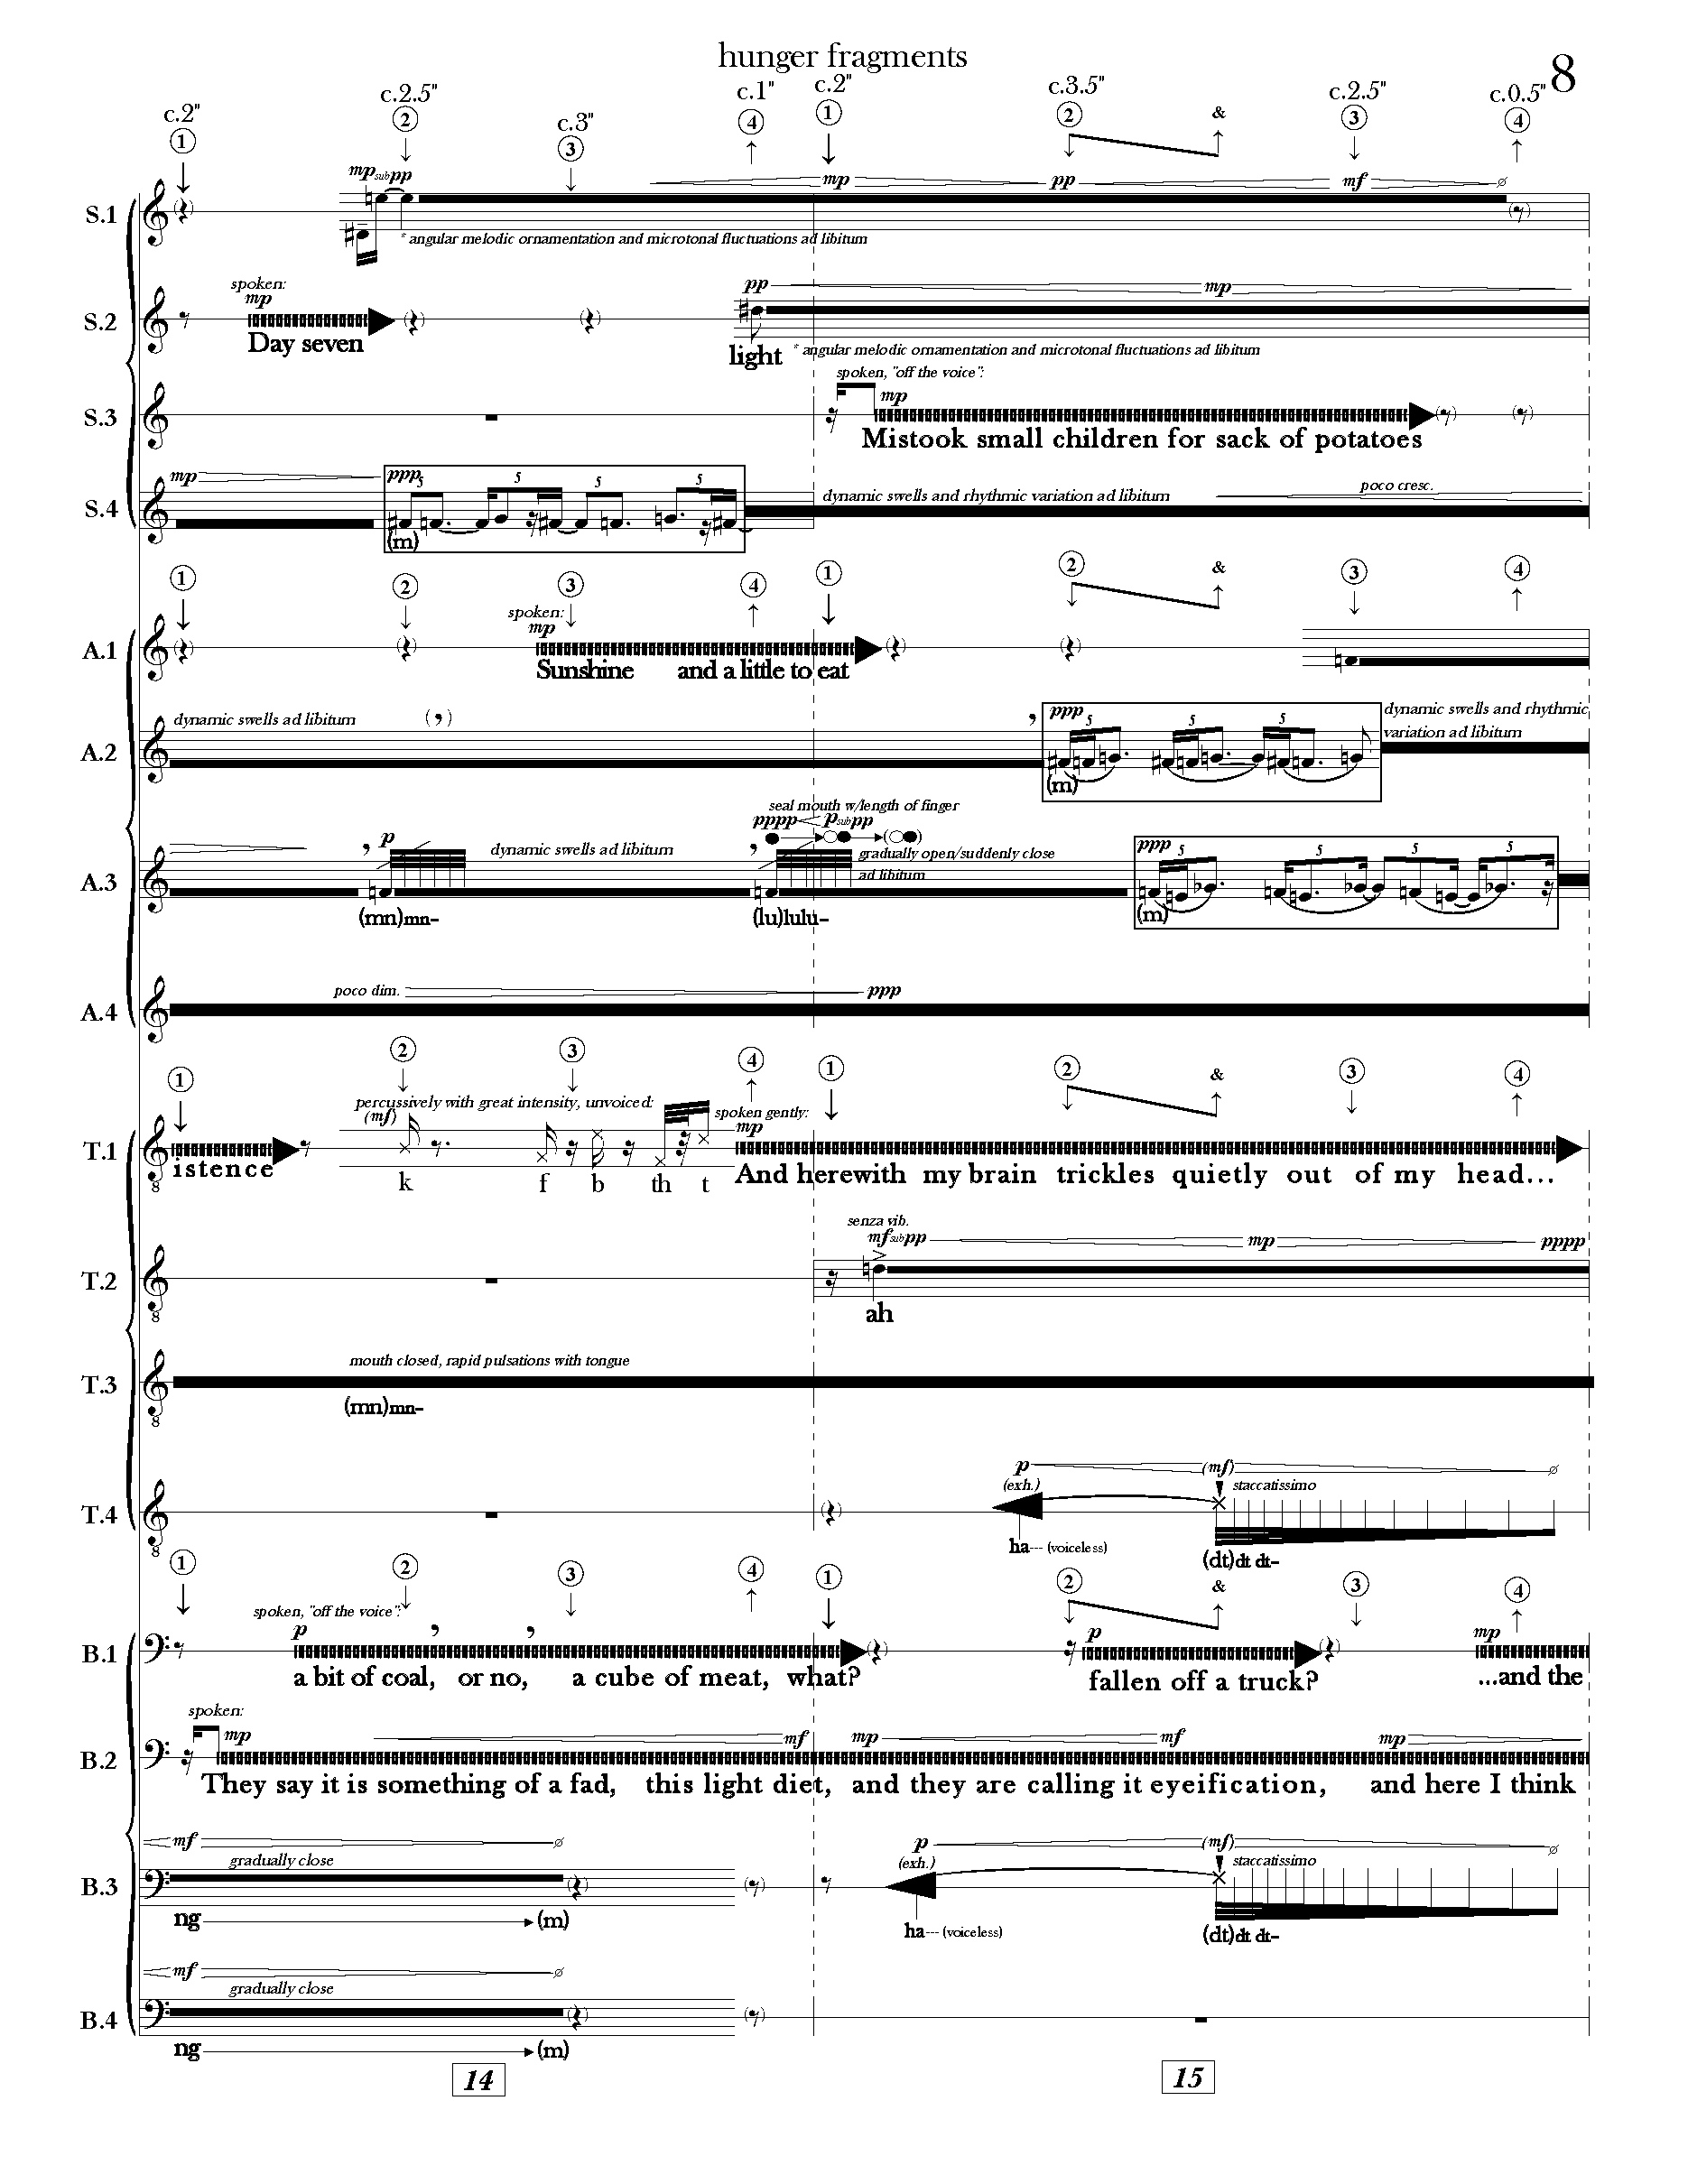 hunger fragments
8
c.2" c.2.5" c.3" c.1" c.2" c.3.5" c.2.5" c.0.5"
1 2 3 4 1 2 & 3 4
mp sub pp mp pp mf ø
S.1
* angular melodic ornamentation and microtonal fluctuations ad libitum
spoken:
mp pp mp
S.2
Day seven light * angular melodic ornamentation and microtonal fluctuations ad libitum
spoken, "off the voice":
mp
S.3
Mistook small children for sack of potatoes
mp ppp 5 5 5 5
dynamic swells and rhythmic variation ad libitum poco cresc.
S.4
(m)
1 2 3 4 1 2 & 3 4
spoken:
mp
A.1
Sunshine and a little to eat
dynamic swells ad libitum (,) , ppp 5 5 5 dynamic swells and rhythmic
variation ad libitum
A.2
(m)
seal mouth w/length of finger
, p dynamic swells ad libitum , pppp p sub pp
gradually open/suddenly close
ad libitum
ppp 5 5 5 5
A.3
(mn)mn- (lu)lulu- (m)
poco dim. ppp
A.4
1 2 3 4 1 2 & 3 4
percussively with great intensity, unvoiced: spoken gently:
(mf) mp
T.1
istence k f b th t And herewith my brain trickles quietly out of my head...
senza vib.
mf sub pp mp pppp
T.2
ah
mouth closed, rapid pulsations with tongue
T.3
(mn)mn-
p (mf) ø
(exh.) staccatissimo
T.4
ha--- (voiceless) (dt)dt dt-
1 2 3 4 1 2 & 3 4
spoken, "off the voice":
p , , p mp
B.1
a bit of coal, or no, a cube of meat, what? fallen off a truck? ...and the
spoken:
mp mf mp mf mp
B.2
They say it is something of a fad, this light diet, and they are calling it eyeification, and here I think
mf ø p (mf) ø
gradually close (exh.) staccatissimo
B.3
ng (m) ha--- (voiceless) (dt)dt dt-
mf ø
gradually close
B.4
ng (m)
14 15